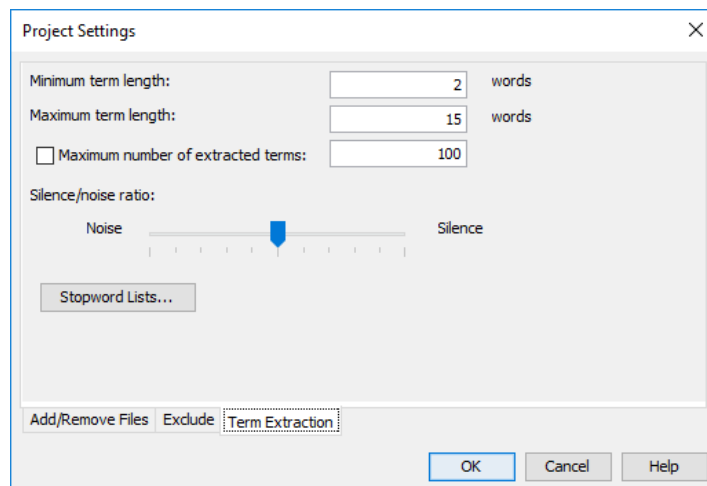 Project Settings
Minimum term length: 2 words
Maximum term length: 15 words
Maximum number of extracted terms: 100
Silence/noise ratio:
Noise Silence
Stopword Lists...
Add/Remove Files Exclude Term Extraction
OK Cancel Help